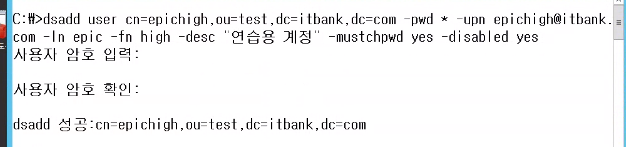 C:\>dsadd user cn=epichigh,ou=test,dc=itbank,dc=com -pwd * -upn epichigh@itbank.
com -ln epic -fn high -desc "연습용 계정" -mustchpwd yes -disabled yes
사용자 암호 입력:
사용자 암호 확인:
dsadd 성공:cn=epichigh,ou=test,dc=itbank,dc=com